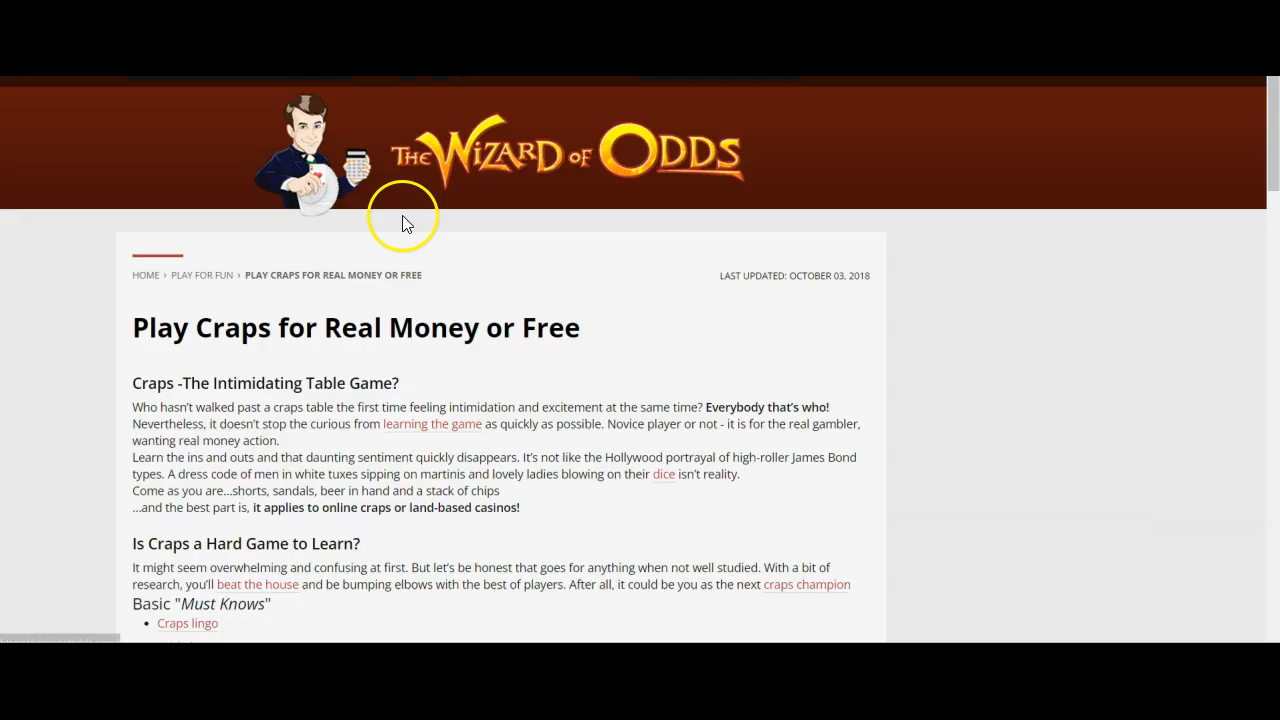 THE WIZARD OF ODDS
HOME › PLAY FOR FUN › PLAY CRAPS FOR REAL MONEY OR FREE
LAST UPDATED: OCTOBER 03, 2018
Play Craps for Real Money or Free
Craps -The Intimidating Table Game?
Who hasn’t walked past a craps table the first time feeling intimidation and excitement at the same time? Everybody that’s who!
Nevertheless, it doesn’t stop the curious from learning the game as quickly as possible. Novice player or not - it is for the real gambler,
wanting real money action.
Learn the ins and outs and that daunting sentiment quickly disappears. It’s not like the Hollywood portrayal of high-roller James Bond
types. A dress code of men in white tuxes sipping on martinis and lovely ladies blowing on their dice isn’t reality.
Come as you are…shorts, sandals, beer in hand and a stack of chips
…and the best part is, it applies to online craps or land-based casinos!
Is Craps a Hard Game to Learn?
It might seem overwhelming and confusing at first. But let’s be honest that goes for anything when not well studied. With a bit of
research, you’ll beat the house and be bumping elbows with the best of players. After all, it could be you as the next craps champion
Basic "Must Knows"
• Craps lingo